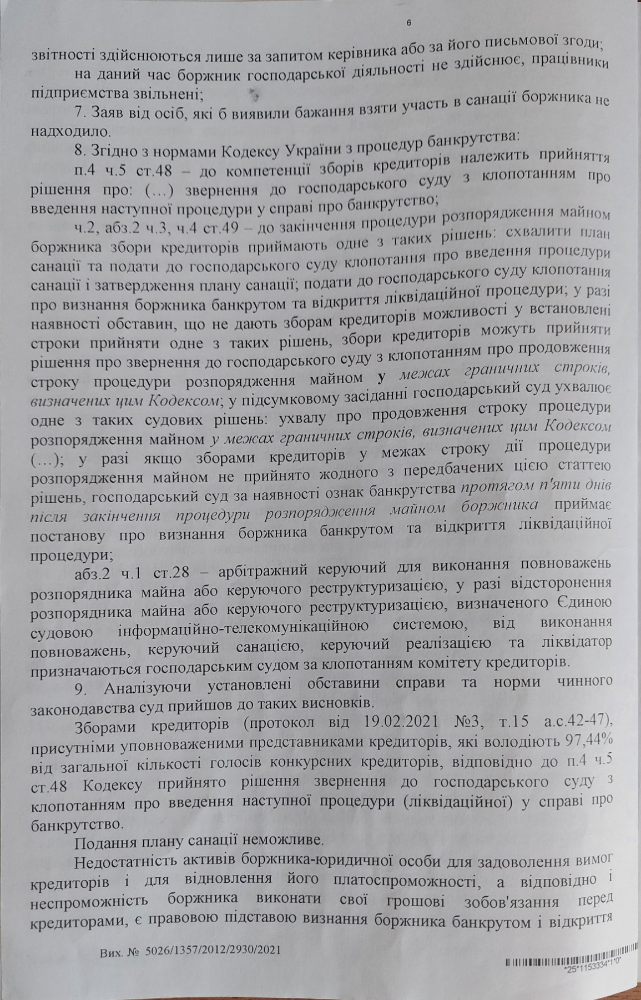 6
звітності здійснюються лише за запитом керівника або за його письмової згоди;
на даний час боржник господарської діяльності не здійснює, працівники
підприємства звільнені;
7. Заяв від осіб, які б виявили бажання взяти участь в санації боржника не
надходило.
8. Згідно з нормами Кодексу України з процедур банкрутства:
п.4 ч.5 ст.48 – до компетенції зборів кредиторів належить прийняття
рішення про: (...) звернення до господарського суду з клопотанням про
введення наступної процедури у справі про банкрутство;
ч.2, абз.2 ч.3, ч.4 ст.49 – до закінчення процедури розпорядження майном
боржника збори кредиторів приймають одне з таких рішень: схвалити план
санації та подати до господарського суду клопотання про введення процедури
санації і затвердження плану санації; подати до господарського суду клопотання
про визнання боржника банкрутом та відкриття ліквідаційної процедури; у разі
наявності обставин, що не дають зборам кредиторів можливості у встановлені
строки прийняти одне з таких рішень, збори кредиторів можуть прийняти
рішення про звернення до господарського суду з клопотанням про продовження
строку процедури розпорядження майном у межах граничних строків,
визначених цим Кодексом; у підсумковому засіданні господарський суд ухвалює
одне з таких судових рішень: ухвалу про продовження строку процедури
розпорядження майном у межах граничних строків, визначених цим Кодексом
(...); у разі якщо зборами кредиторів у межах строку дії процедури
розпорядження майном не прийнято жодного з передбачених цією статтею
рішень, господарський суд за наявності ознак банкрутства протягом п'яти днів
після закінчення процедури розпорядження майном боржника приймає
постанову про визнання боржника банкрутом та відкриття ліквідаційної
процедури;
абз.2 ч.1 ст.28 – арбітражний керуючий для виконання повноважень
розпорядника майна або керуючого реструктуризацією, у разі відсторонення
розпорядника майна або керуючого реструктуризацією, визначеного Єдиною
судовою інформаційно-телекомунікаційною системою, від виконання
повноважень, керуючий санацією, керуючий реалізацією та ліквідатор
призначаються господарським судом за клопотанням комітету кредиторів.
9. Аналізуючи установлені обставини справи та норми чинного
законодавства суд прийшов до таких висновків.
Зборами кредиторів (протокол від 19.02.2021 №3, т.15 а.с.42-47),
присутніми уповноваженими представниками кредиторів, які володіють 97,44%
від загальної кількості голосів конкурсних кредиторів, відповідно до п.4 ч.5
ст.48 Кодексу прийнято рішення звернення до господарського суду з
клопотанням про введення наступної процедури (ліквідаційної) у справі про
банкрутство.
Подання плану санації неможливе.
Недостатність активів боржника-юридичної особи для задоволення вимог
кредиторів і для відновлення його платоспроможності, а відповідно і
неспроможність боржника виконати свої грошові зобов'язання перед
кредиторами, є правовою підставою визнання боржника банкрутом і відкриття
Вих. № 5026/1357/2012/2930/2021
*25*1153334*1*0*